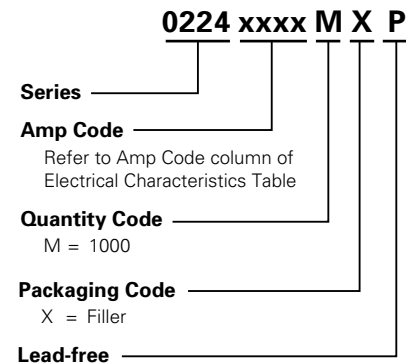 0224 xxxx M X P
Series
Amp Code
Refer to Amp Code column of
Electrical Characteristics Table
Quantity Code
M = 1000
Packaging Code
X = Filler
Lead-free